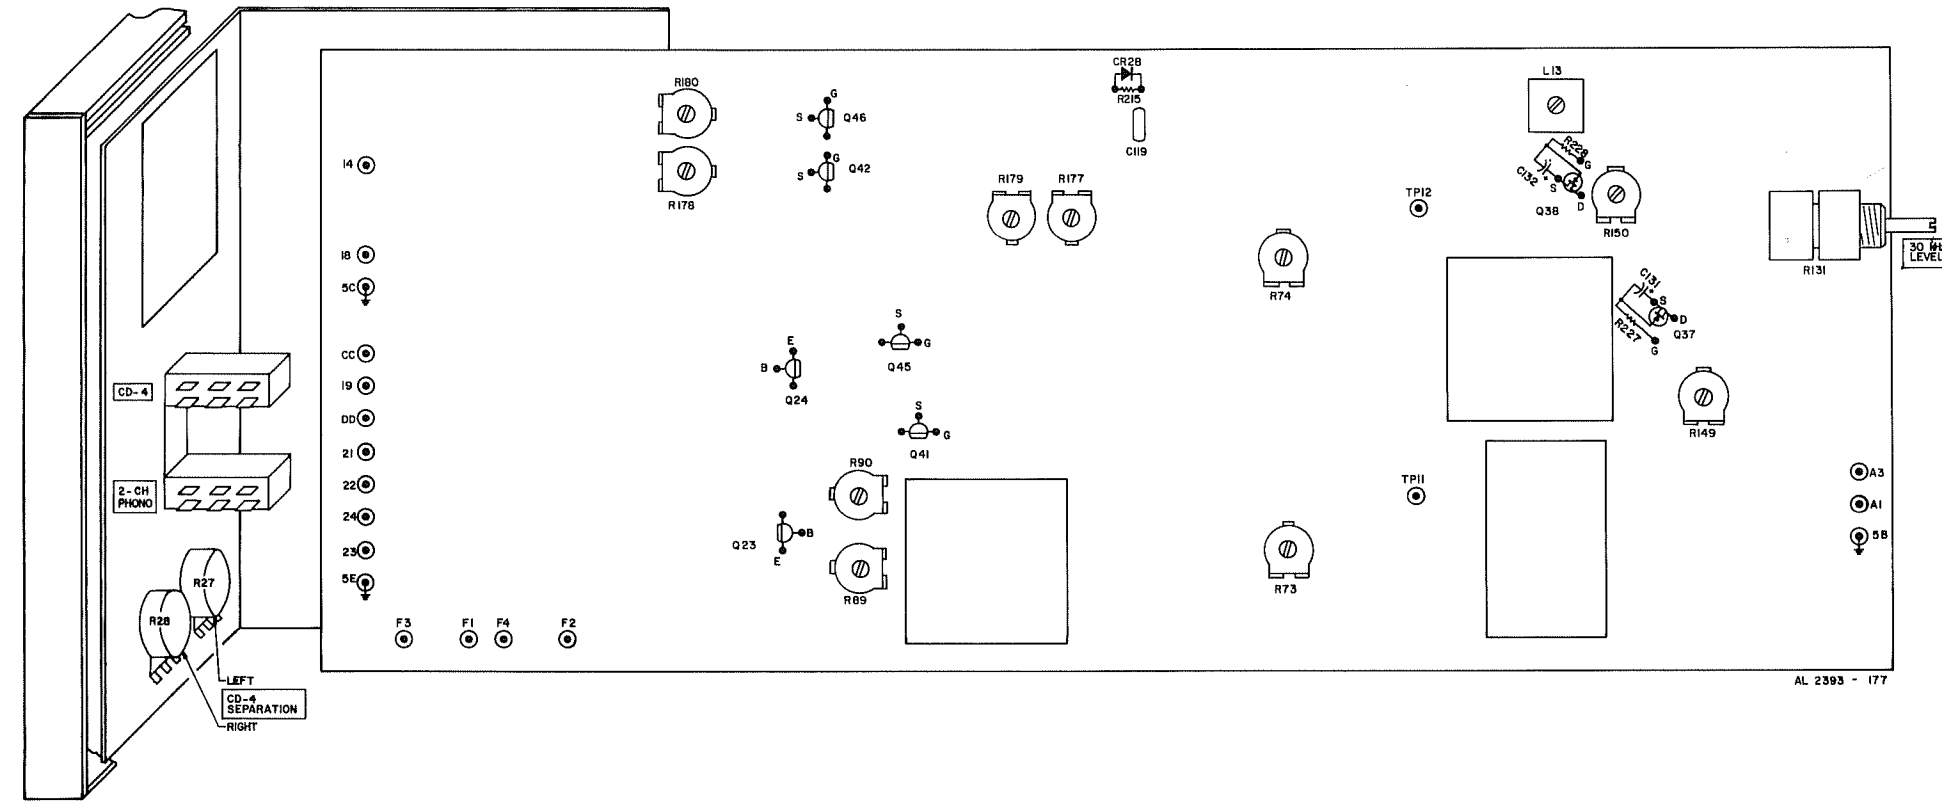 CR28
R215
C119
L13
R180
S
G
Q46
G
S
Q42
R178
14
R179
R177
TP12
R228
G
C132
S
D
Q38
R150
R131
30
LEVEL
18
5C
R74
C131
S
D
Q37
R227
G
CC
19
DD
21
22
24
23
5E
E
B
Q24
S
G
Q45
S
G
Q41
R149
CD-4
2-CH
PHONO
R90
Q23
B
E
R89
TP11
R73
A3
A1
5B
R27
R28
F3
F1
F4
F2
LEFT
CD-4
SEPARATION
RIGHT
AL 2393 - 177